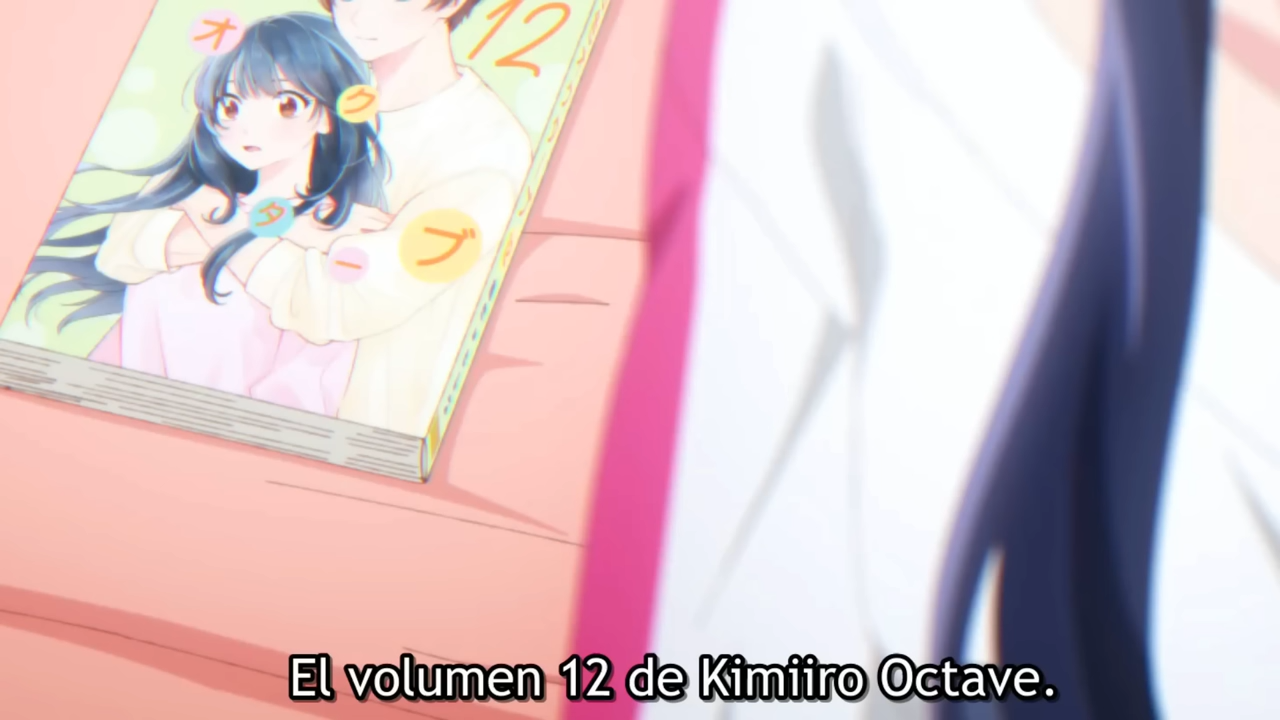 12
オクターブ
El volumen 12 de Kimiiro Octave.